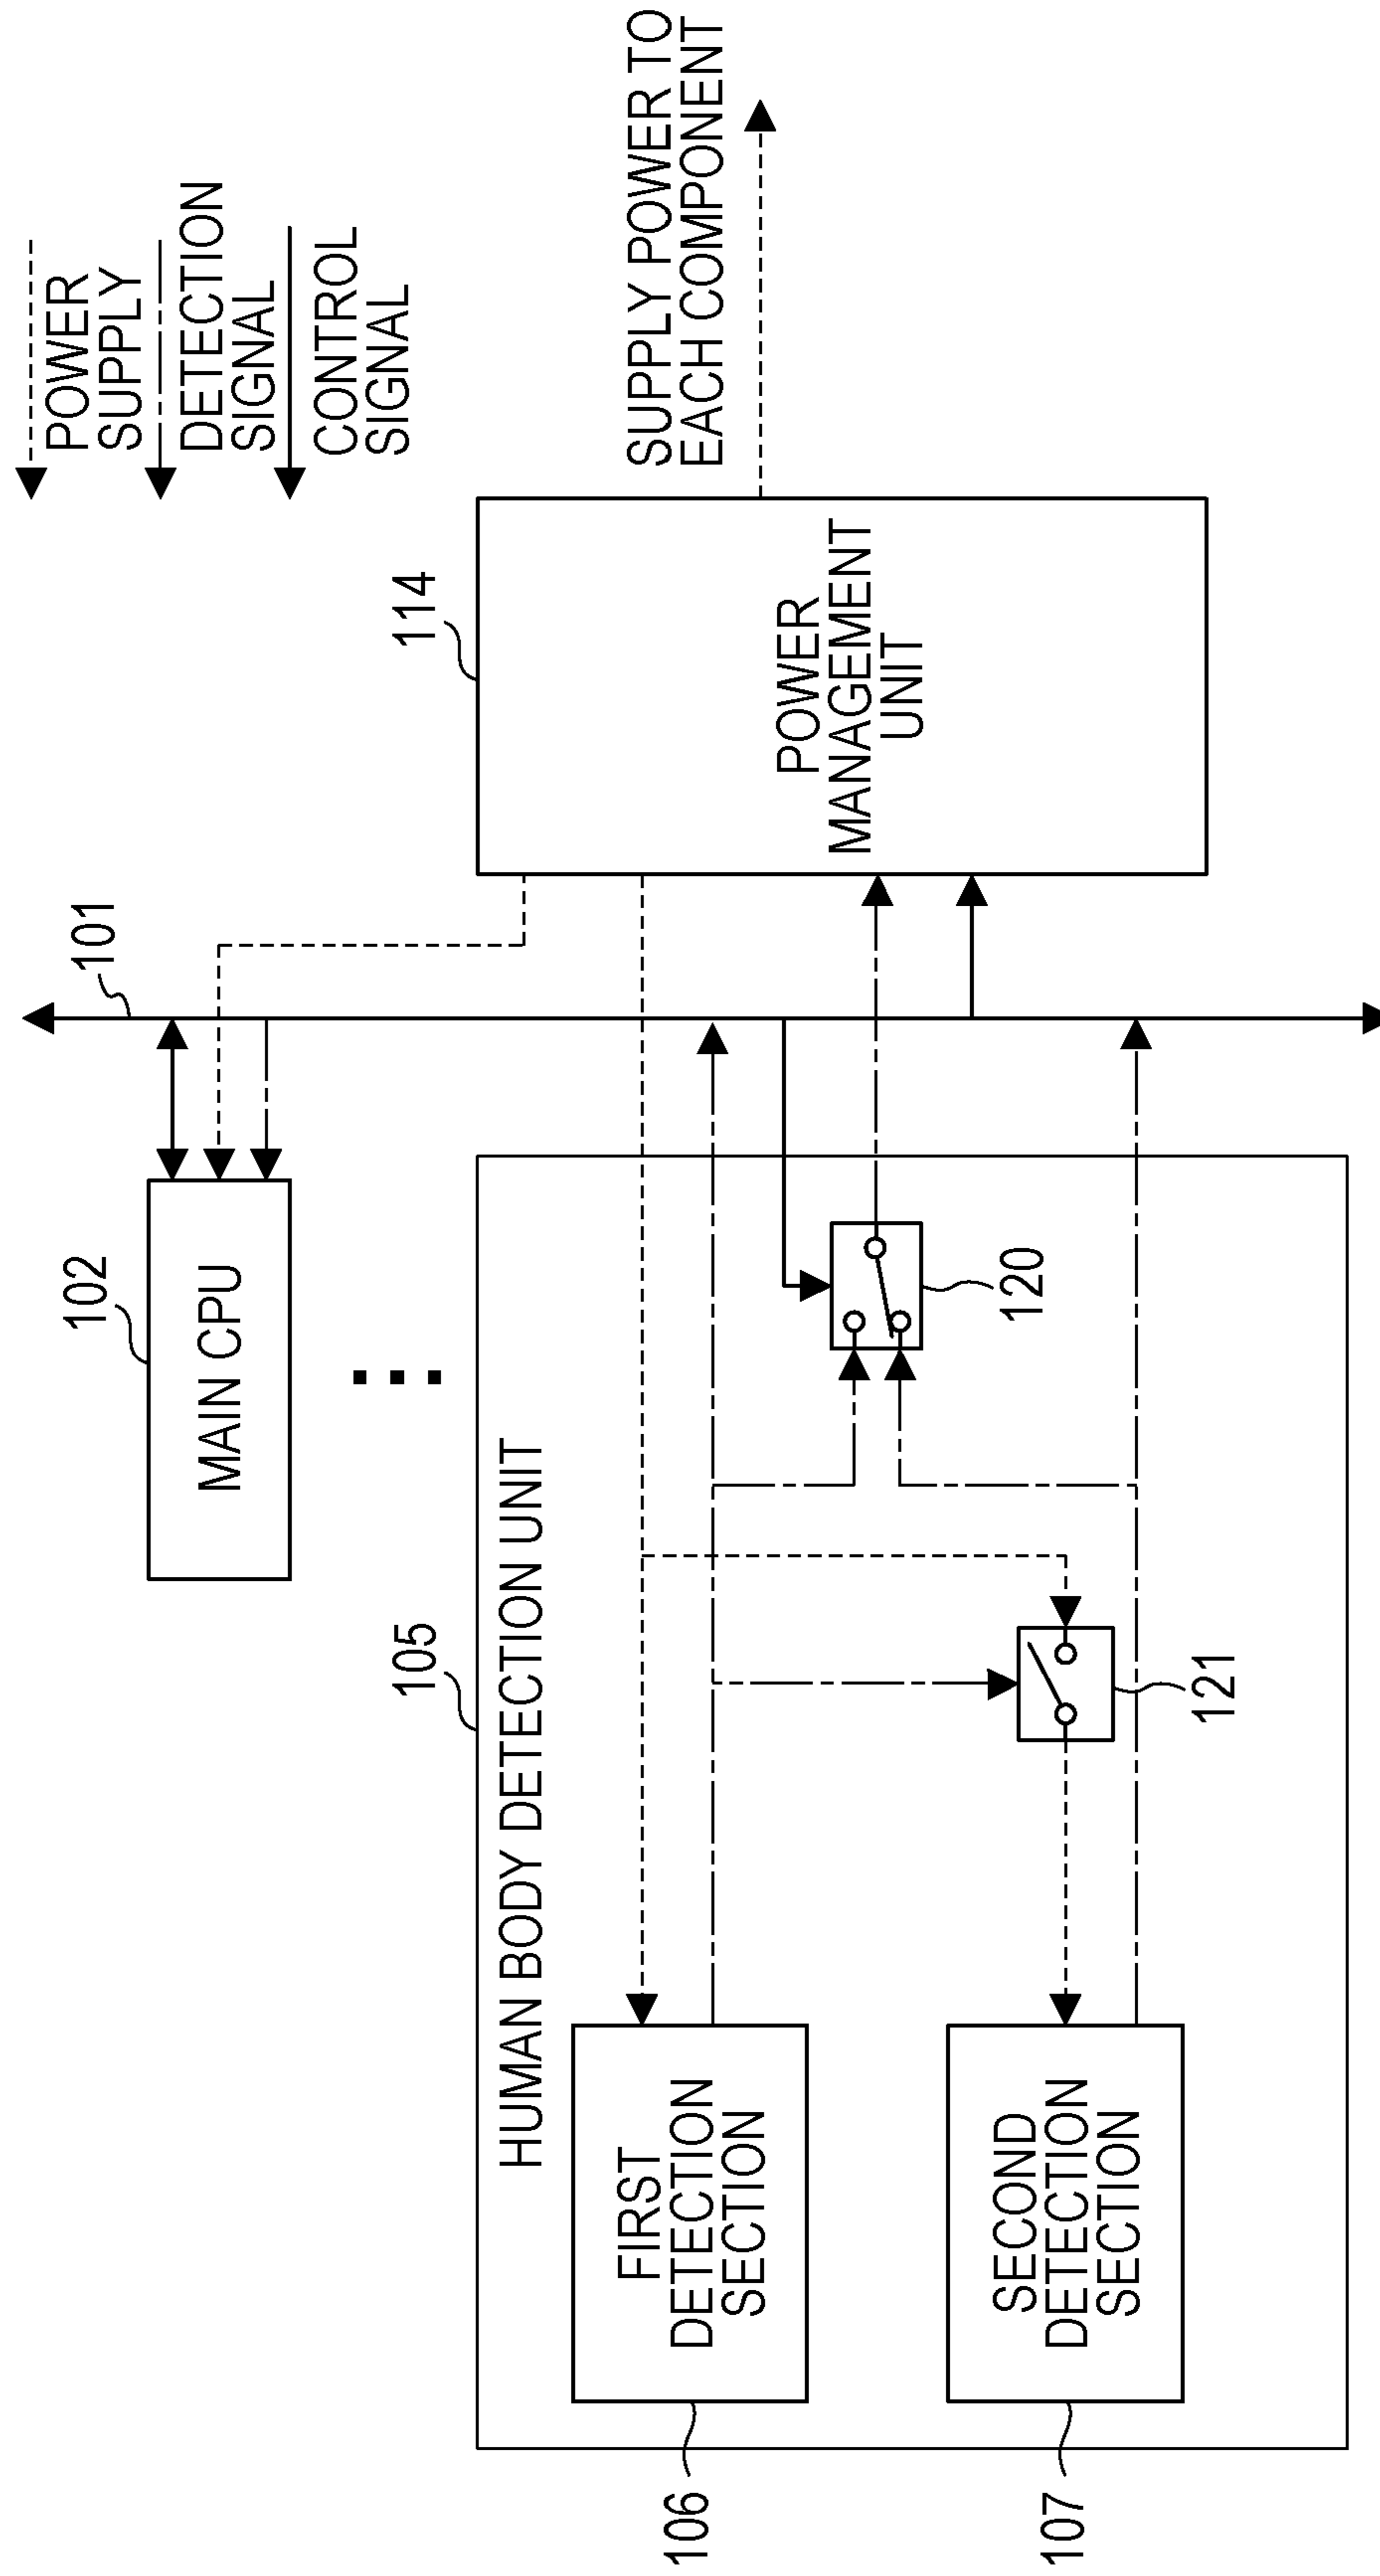 POWER
SUPPLY
DETECTION
SIGNAL
CONTROL
SIGNAL
101
102
MAIN CPU
114
SUPPLY POWER TO
EACH COMPONENT
POWER
MANAGEMENT
UNIT
105
HUMAN BODY DETECTION UNIT
106
FIRST
DETECTION
SECTION
120
121
107
SECOND
DETECTION
SECTION